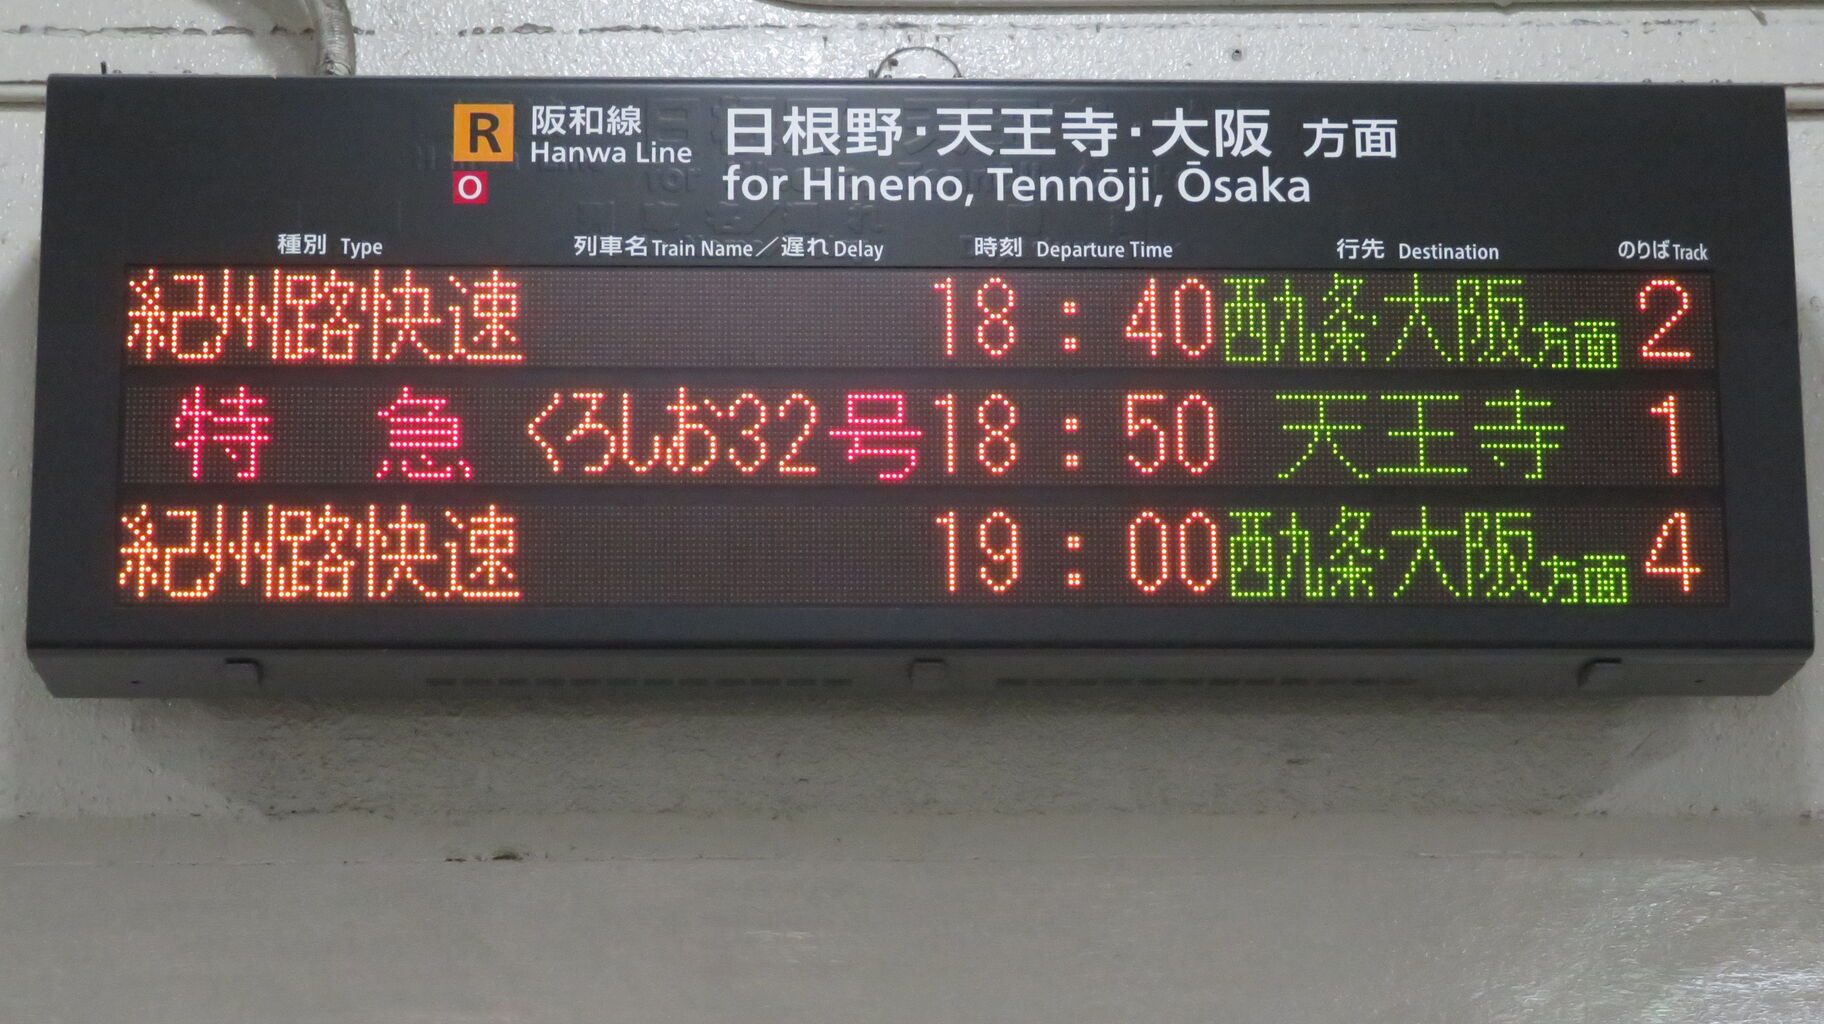 R 阪和線 日根野・天王寺・大阪 方面
Hanwa Line for Hineno, Tennōji, Ōsaka
O
種別 Type 列車名 Train Name/遅れ Delay 時刻 Departure Time 行先 Destination のりば Track
紀州路快速 18:40 西九条・大阪方面 2
特急 くろしお32号 18:50 天王寺 1
紀州路快速 19:00 西九条・大阪方面 4